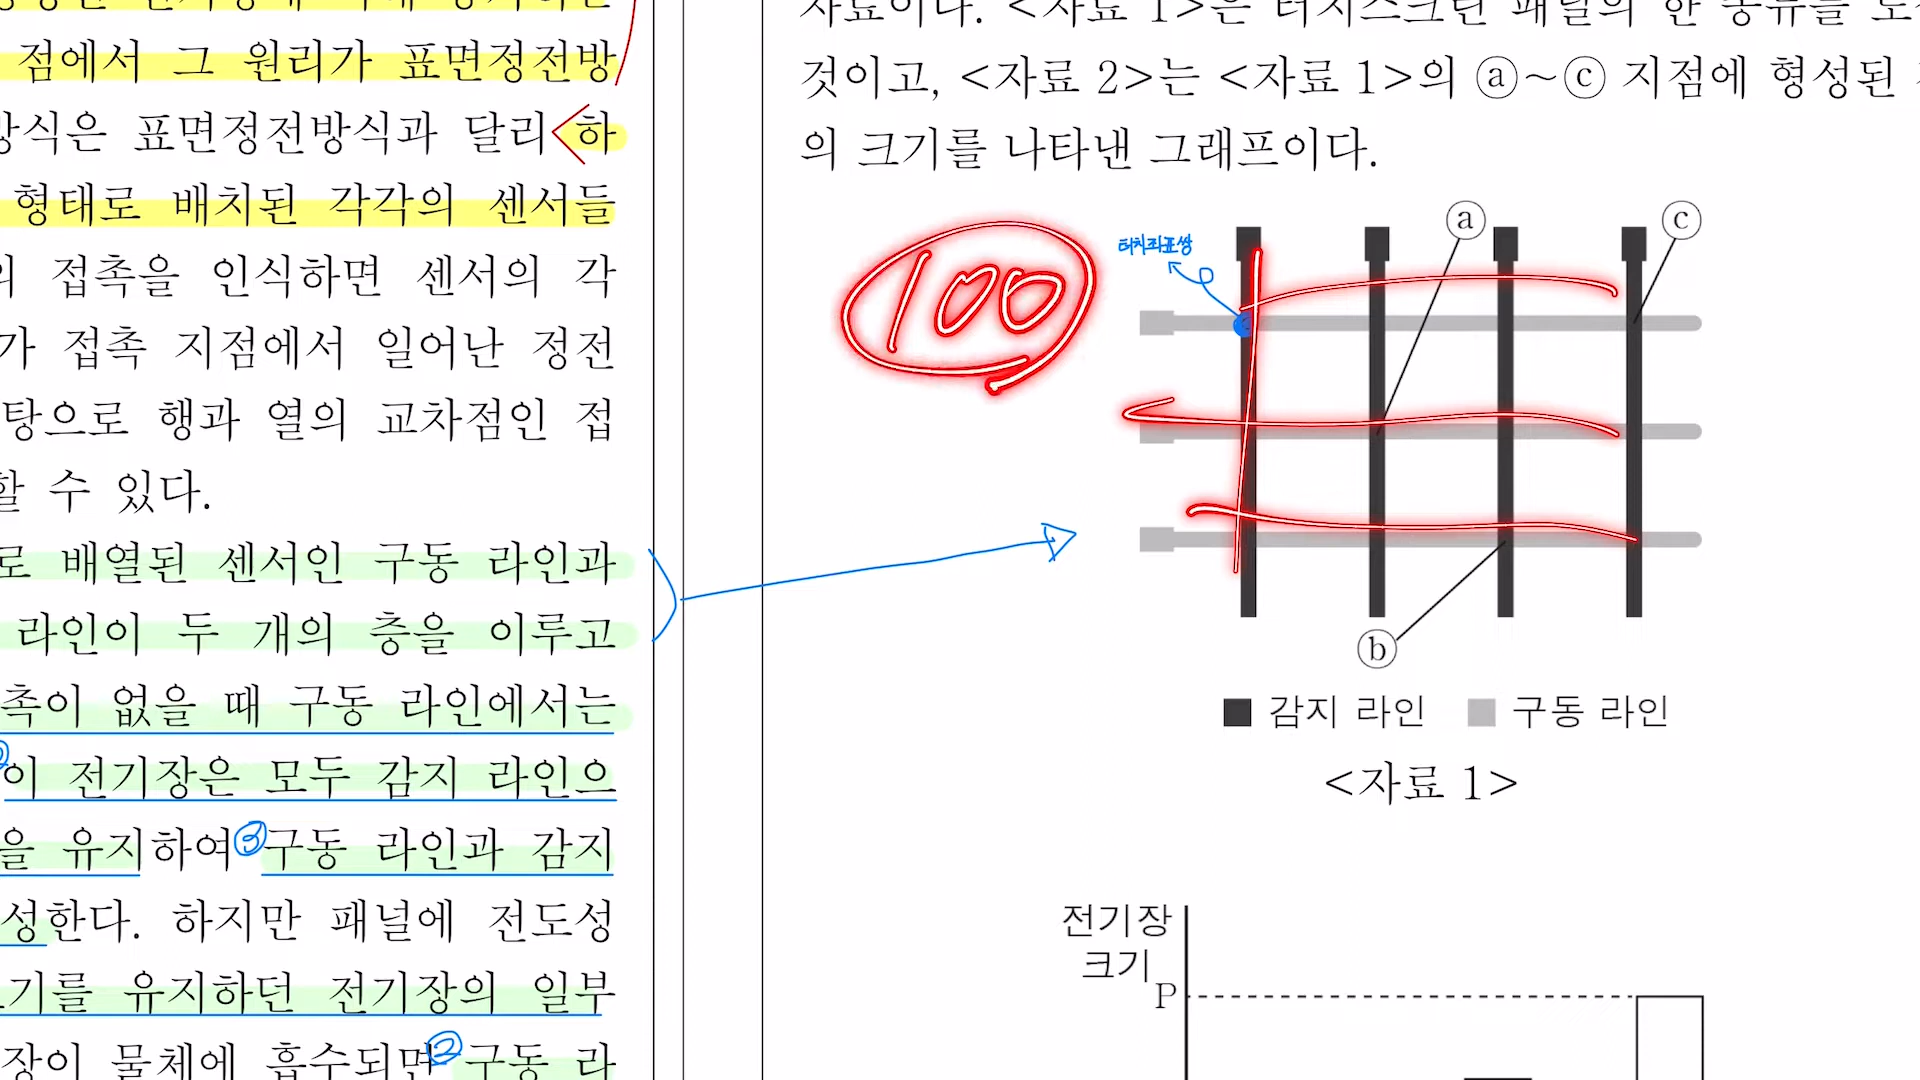 점에서 그 원리가 표면정전방
방식은 표면정전방식과 달리 하
형태로 배치된 각각의 센서들
의 접촉을 인식하면 센서의 각
가 접촉 지점에서 일어난 정전
탕으로 행과 열의 교차점인 접
할 수 있다.
로 배열된 센서인 구동 라인과
라인이 두 개의 층을 이루고
촉이 없을 때 구동 라인에서는
이 전기장은 모두 감지 라인으
을 유지하여 ③ 구동 라인과 감지
성한다. 하지만 패널에 전도성
기를 유지하던 전기장의 일부
장이 물체에 흡수되면 ② 구동 라
자료이다. <자료 1>은 터치스크린 패널의 한 종류를 도
것이고, <자료 2>는 <자료 1>의 ⓐ~ⓒ 지점에 형성된
의 크기를 나타낸 그래프이다.
100
터치좌표쌍
ⓐ
ⓒ
ⓑ
감지 라인 구동 라인
<자료 1>
전기장
크기
P